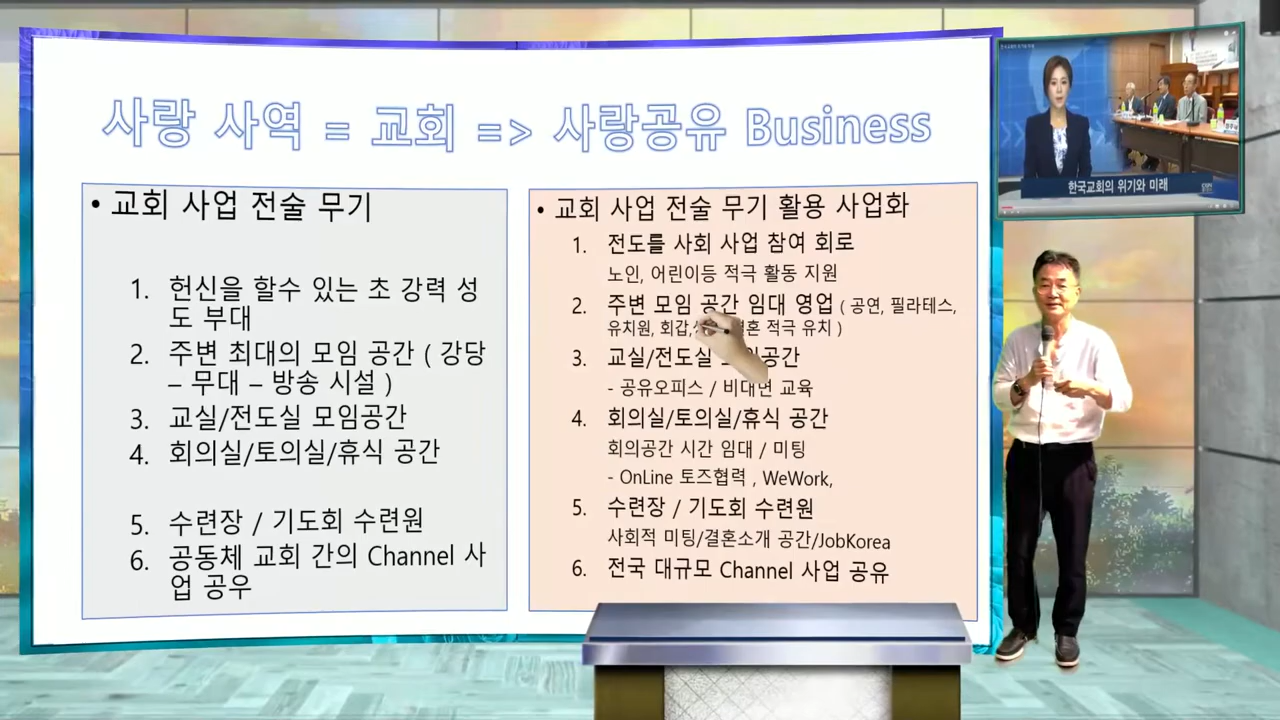 사랑 사역 = 교회 => 사랑공유 Business
• 교회 사업 전술 무기
1. 헌신을 할수 있는 초 강력 성
도 부대
2. 주변 최대의 모임 공간 ( 강당
– 무대 – 방송 시설 )
3. 교실/전도실 모임공간
4. 회의실/토의실/휴식 공간
5. 수련장 / 기도회 수련원
6. 공동체 교회 간의 Channel 사
업 공우
• 교회 사업 전술 무기 활용 사업화
1. 전도를 사회 사업 참여 회로
노인, 어린이등 적극 활동 지원
2. 주변 모임 공간 임대 영업 ( 공연, 필라테스,
유치원, 회갑, 적극 유치 )
3. 교실/전도실 모임공간
- 공유오피스 / 비대면 교육
4. 회의실/토의실/휴식 공간
회의공간 시간 임대 / 미팅
- OnLine 토즈협력 , WeWork,
5. 수련장 / 기도회 수련원
사회적 미팅/결혼소개 공간/JobKorea
6. 전국 대규모 Channel 사업 공유
한국교회의 위기와 미래